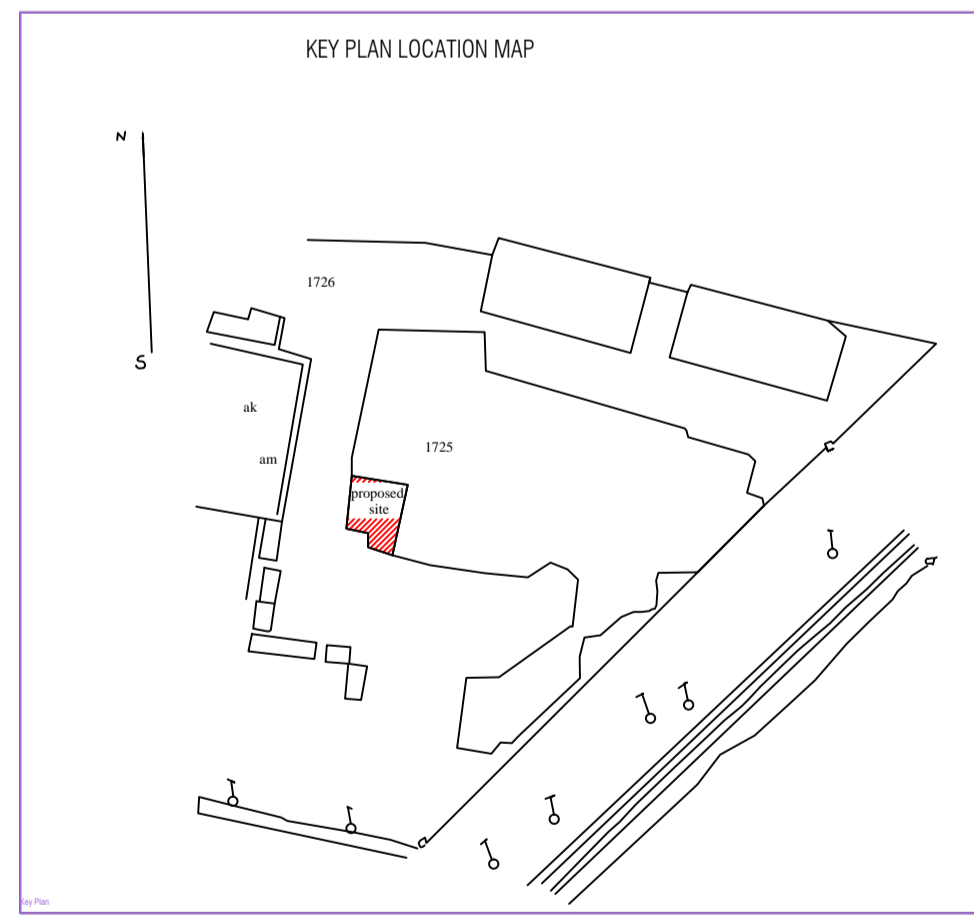 KEY PLAN LOCATION MAP
N
1726
S
ak
1725
am
proposed
site
Key Plan